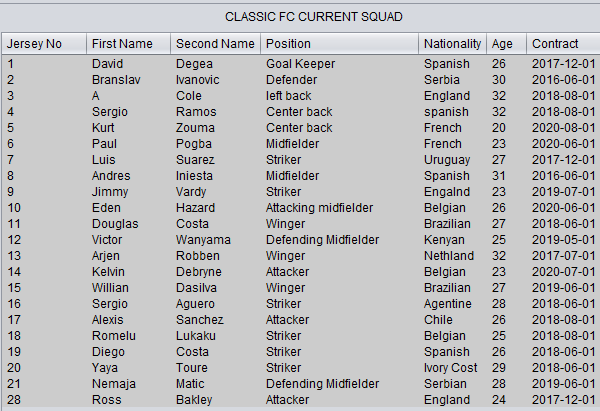 CLASSIC FC CURRENT SQUAD
Jersey No First Name Second Name Position Nationality Age Contract
1 David Degea Goal Keeper Spanish 26 2017-12-01
2 Branslav Ivanovic Defender Serbia 30 2016-06-01
3 A Cole left back England 32 2018-08-01
4 Sergio Ramos Center back spanish 32 2018-08-01
5 Kurt Zouma Center back French 20 2020-08-01
6 Paul Pogba Midfielder French 23 2020-06-01
7 Luis Suarez Striker Uruguay 27 2017-12-01
8 Andres Iniesta Midfielder Spanish 31 2016-06-01
9 Jimmy Vardy Striker Engalnd 23 2019-07-01
10 Eden Hazard Attacking midfielder Belgian 26 2020-06-01
11 Douglas Costa Winger Brazilian 27 2018-06-01
12 Victor Wanyama Defending Midfielder Kenyan 25 2019-05-01
13 Arjen Robben Winger Nethland 32 2017-07-01
14 Kelvin Debryne Attacker Belgian 23 2020-07-01
15 Willian Dasilva Winger Brazilian 27 2019-06-01
16 Sergio Aguero Striker Agentine 28 2018-06-01
17 Alexis Sanchez Attacker Chile 26 2018-08-01
18 Romelu Lukaku Striker Belgian 25 2018-08-01
19 Diego Costa Striker Spanish 26 2018-06-01
20 Yaya Toure Striker Ivory Cost 29 2018-06-01
21 Nemaja Matic Defending Midfielder Serbian 28 2019-06-01
28 Ross Bakley Attacker England 24 2017-12-01